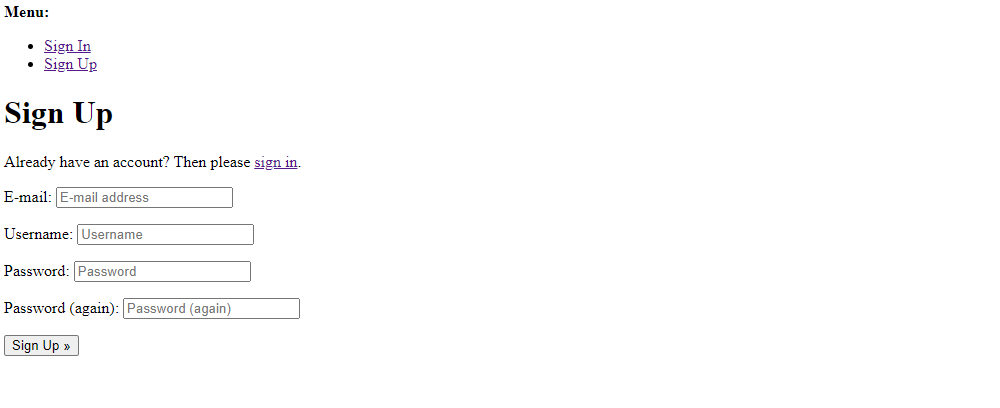 Menu:
Sign In
Sign Up
Sign Up
Already have an account? Then please sign in.
E-mail: E-mail address
Username: Username
Password: Password
Password (again): Password (again)
Sign Up »